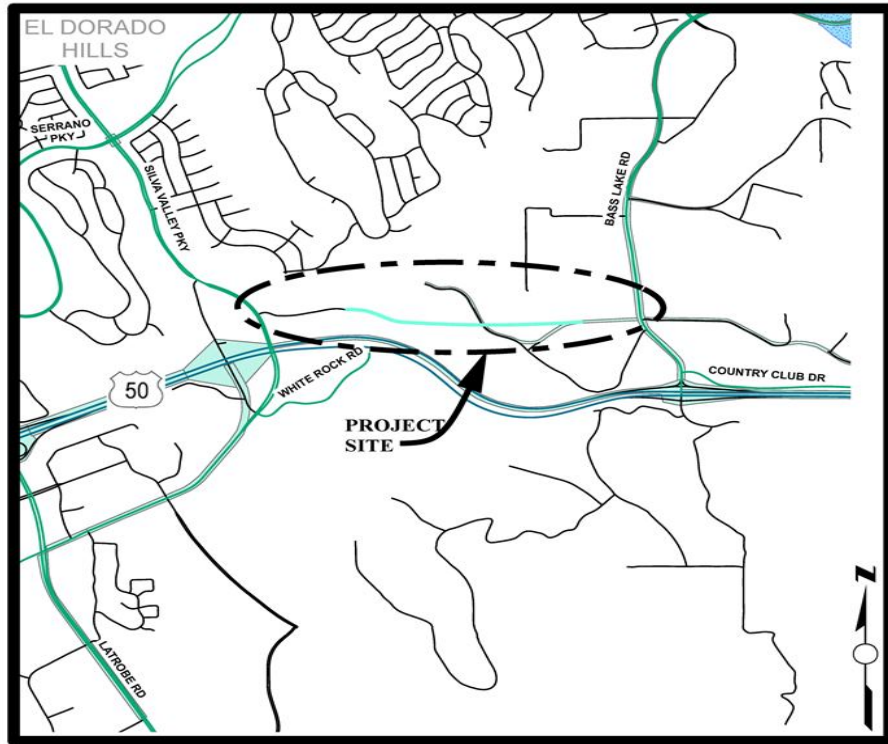 EL DORADO
HILLS
SERRANO
PKY
SILVA VALLEY PKY
BASS LAKE RD
50
WHITE ROCK RD
COUNTRY CLUB DR
PROJECT
SITE
LATROBE RD
N